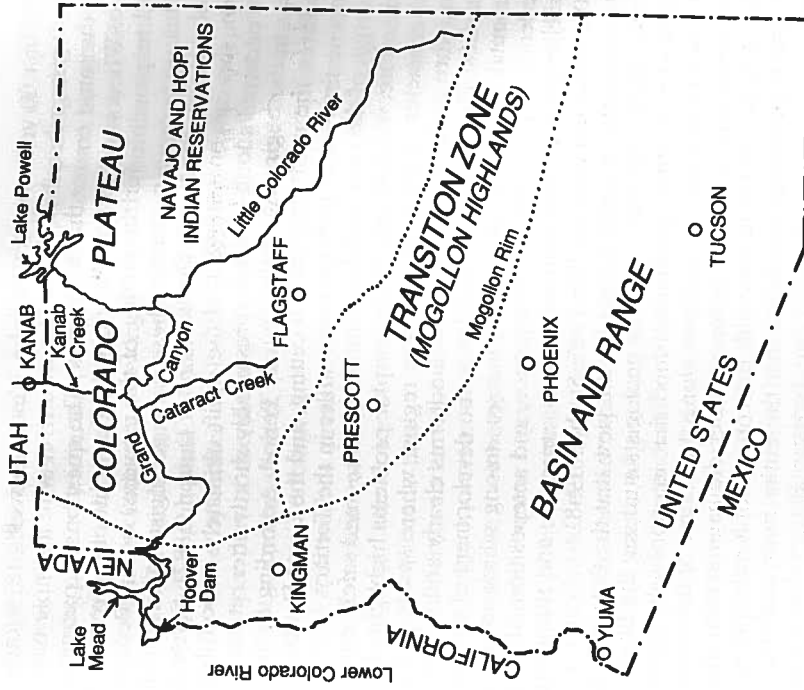 UTAH
KANAB
Kanab
Creek
Lake Powell
NEVADA
Lake
Mead
Hoover
Dam
COLORADO PLATEAU
Grand Canyon
Cataract Creek
NAVAJO AND HOPI
INDIAN RESERVATIONS
Little Colorado River
FLAGSTAFF
KINGMAN
PRESCOTT
TRANSITION ZONE
(MOGOLLON HIGHLANDS)
Mogollon Rim
Lower Colorado River
CALIFORNIA
PHOENIX
BASIN AND RANGE
YUMA
TUCSON
UNITED STATES
MEXICO